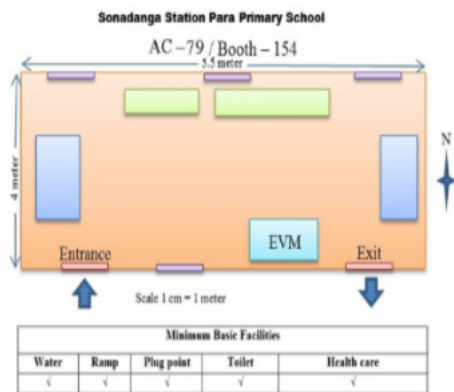 Sonadanga Station Para Primary School
AC – 79 / Booth – 154
5.5 meter
4 meter
N
EVM
Entrance
Exit
Scale 1 cm = 1 meter
Minimum Basic Facilities
Water Ramp Plug point Toilet Health care
√ √ √ √ √